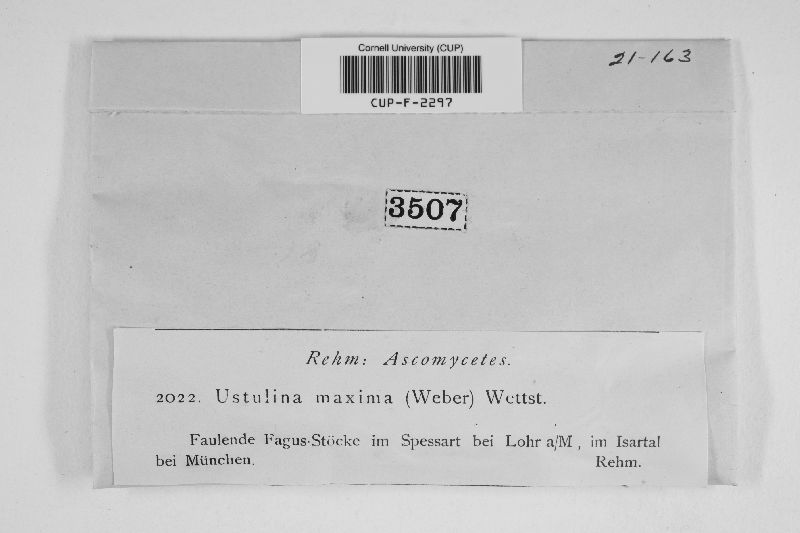 Cornell University (CUP)
CUP-F-2297
21-163
3507
Rehm: Ascomycetes.
2022. Ustulina maxima (Weber) Wettst.
Faulende Fagus-Stöcke im Spessart bei Lohr a/M, im Isartal
bei München. Rehm.